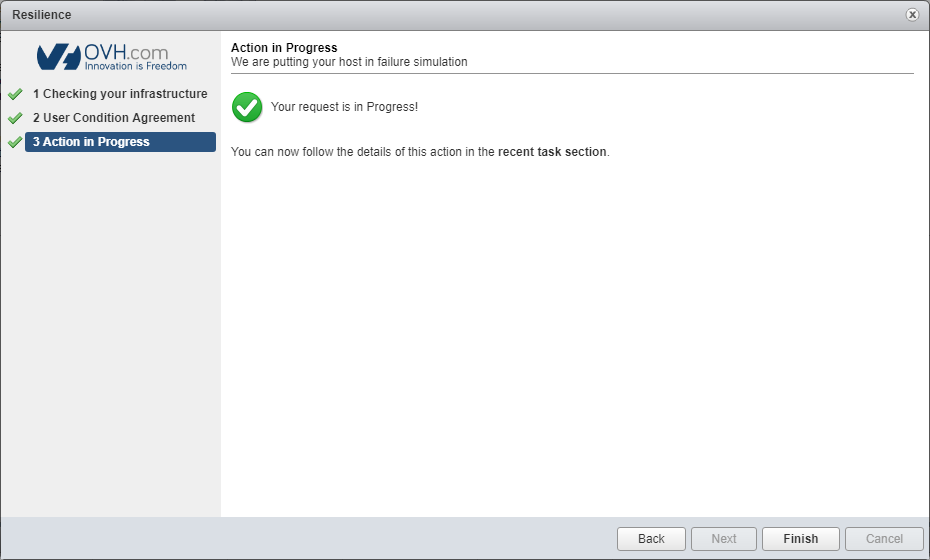 Resilience
OVH.com
Innovation is Freedom
1 Checking your infrastructure
2 User Condition Agreement
3 Action in Progress
Action in Progress
We are putting your host in failure simulation
Your request is in Progress!
You can now follow the details of this action in the recent task section.
Back
Next
Finish
Cancel